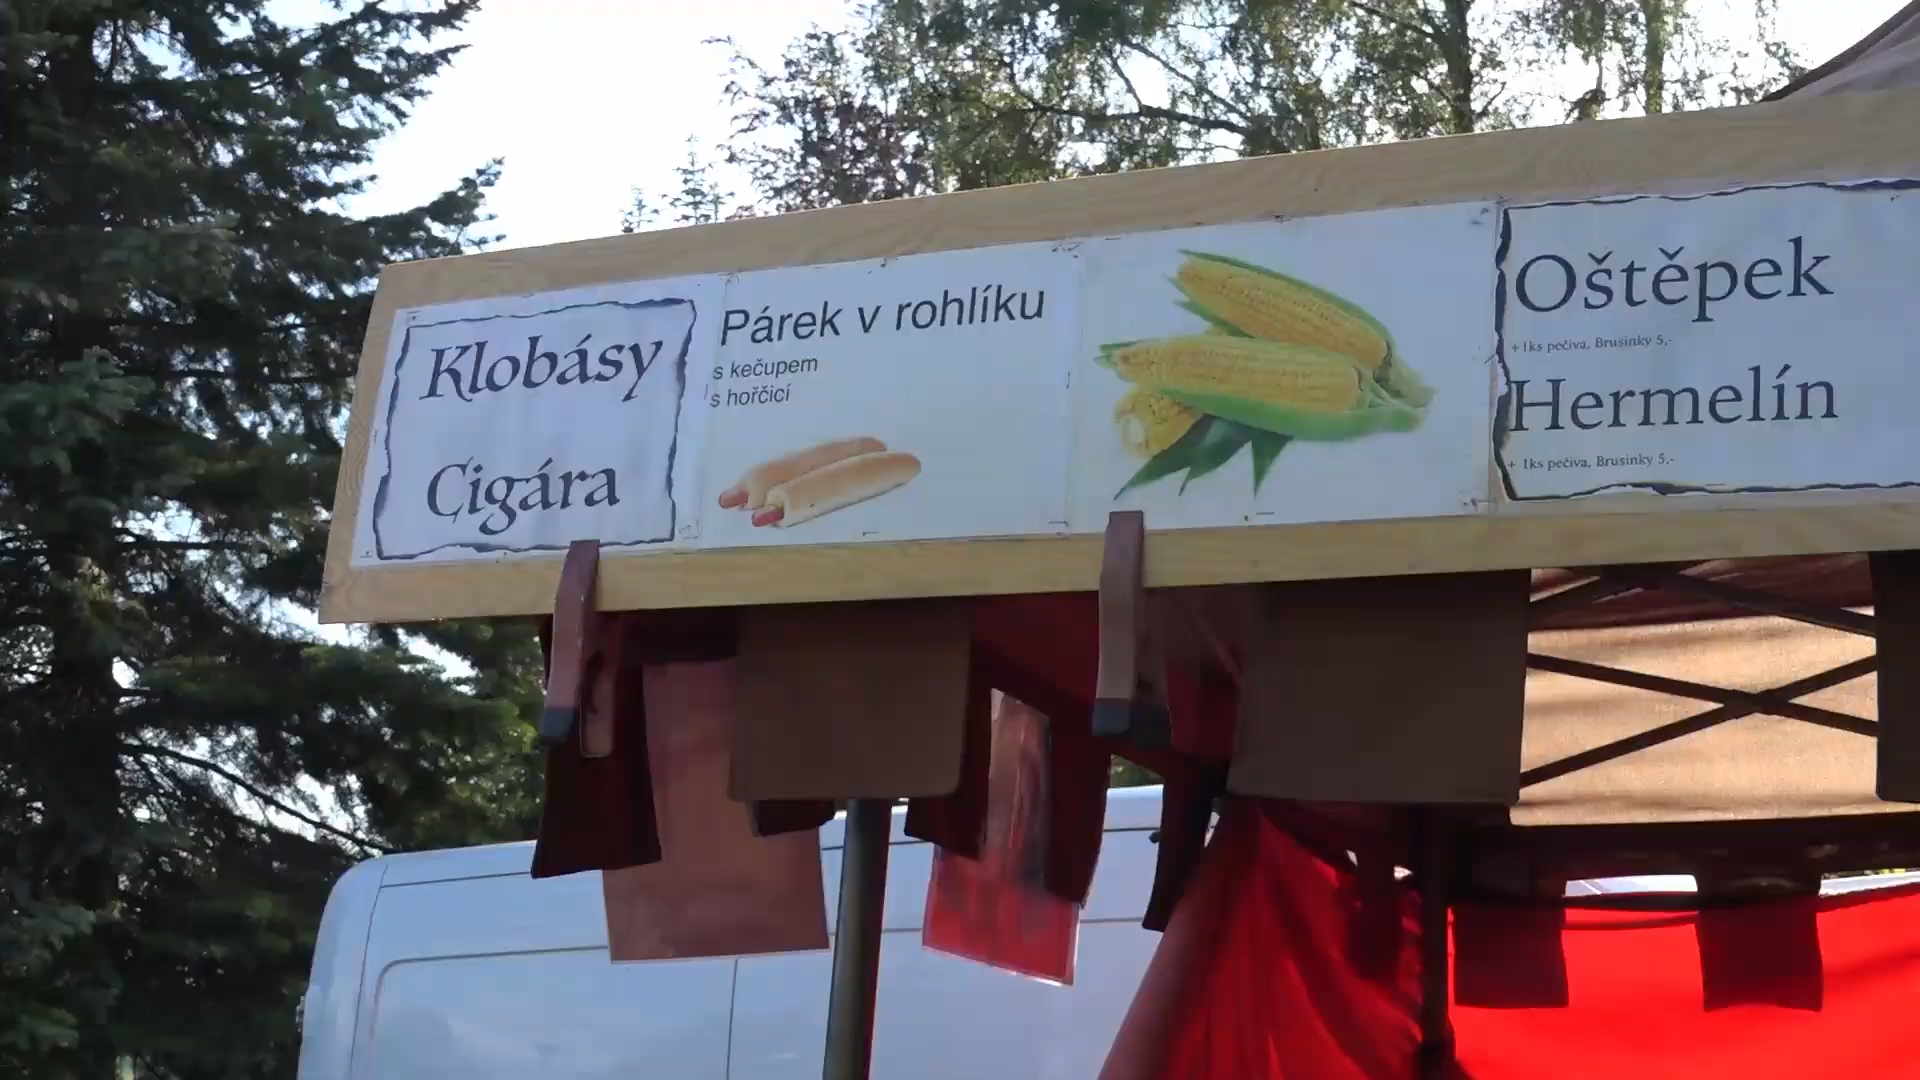 Klobásy
Cigára
Párek v rohlíku
s kečupem
s hořčicí
Oštěpek
+ 1ks pečiva, Brusinky 5,-
Hermelín
+ 1ks pečiva, Brusinky 5,-